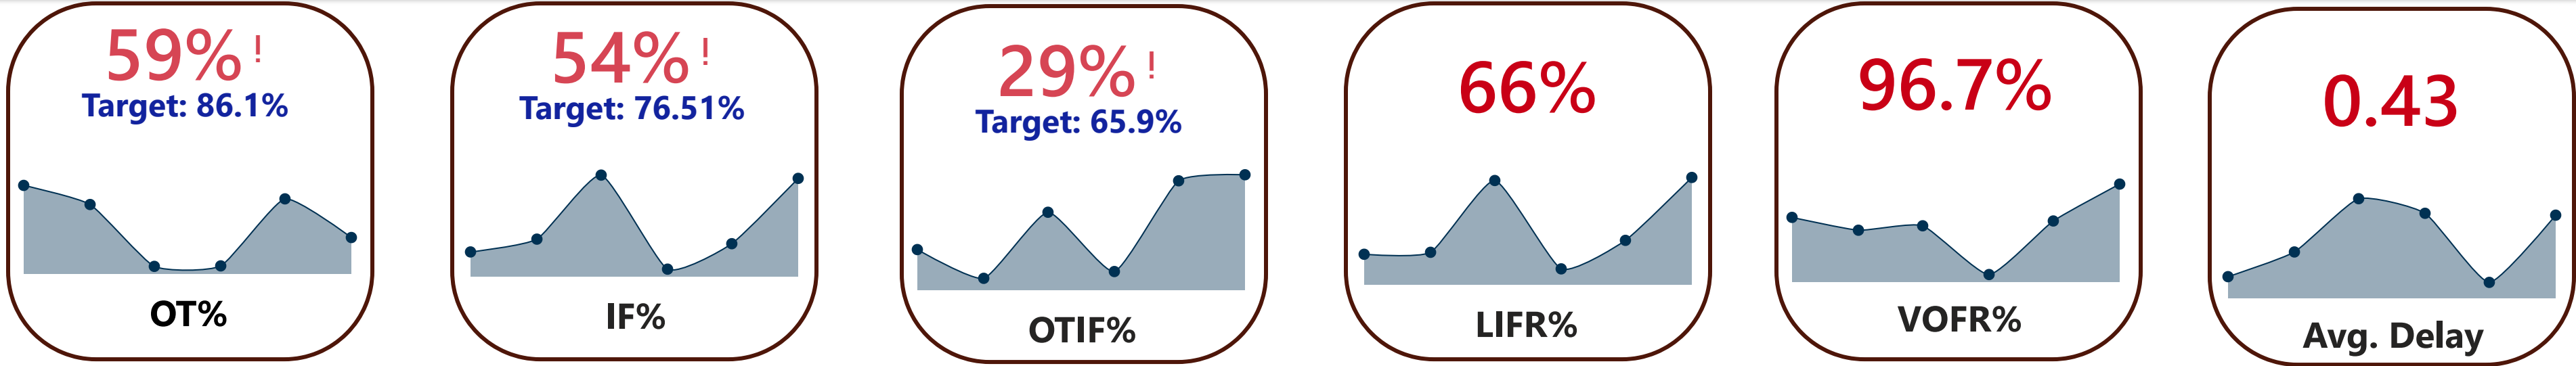 59% !
Target: 86.1%
OT%
54% !
Target: 76.51%
IF%
29% !
Target: 65.9%
OTIF%
66%
LIFR%
96.7%
VOFR%
0.43
Avg. Delay